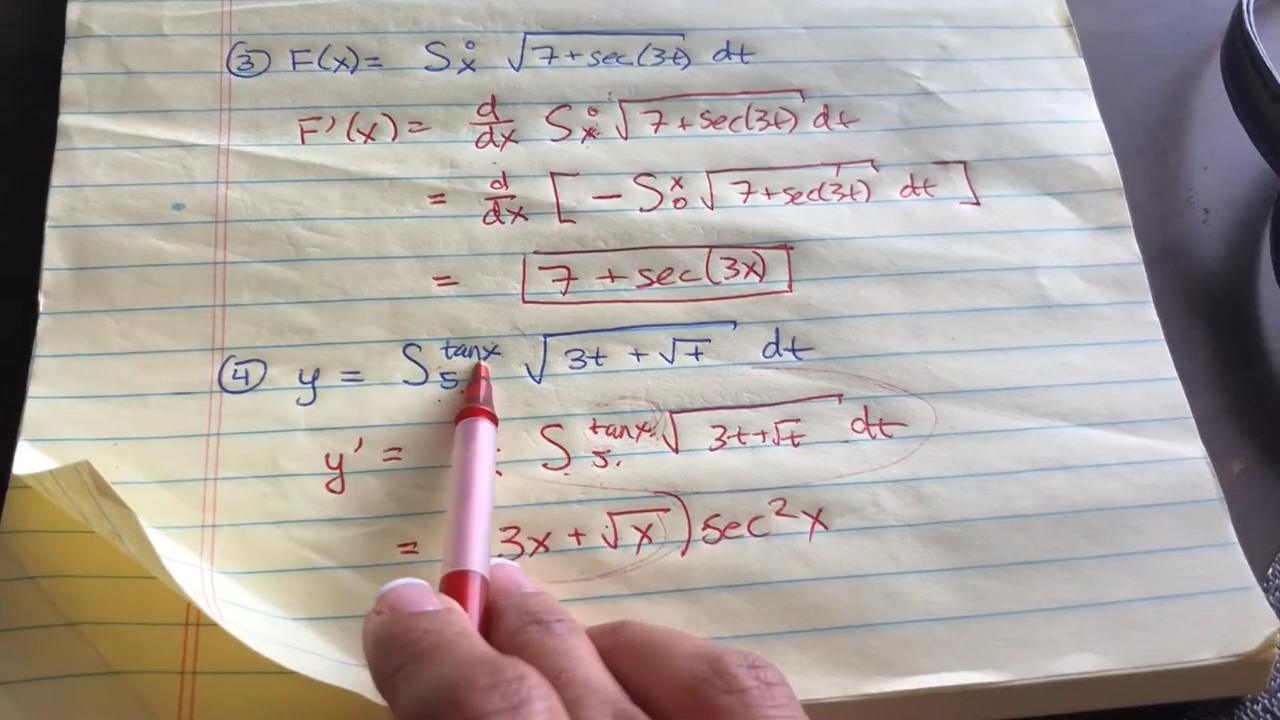 ③ F(x) = ∫ₓ⁰ √(7+sec(3t)) dt
F'(x) = d/dx ∫ₓ⁰ √(7+sec(3t)) dt
= d/dx [ - ∫₀ˣ √(7+sec(3t)) dt ]
= 7 + sec(3x)
④ y = ∫₅^tanx √(3t + √t) dt
y' = ∫₅^tanx √(3t+√t) dt
= 3x + √x ) sec²x